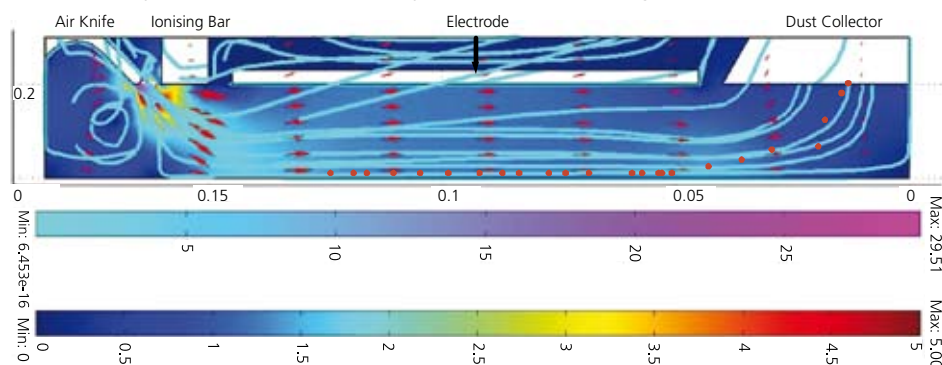 Air Knife Ionising Bar Electrode Dust Collector
0.2
0 0.15 0.1 0.05 0
Min: 6.453e-16 5 10 15 20 25 Max: 29.51
Min: 0 0 0.5 1 1.5 2 2.5 3 3.5 4 4.5 5 Max: 5.00